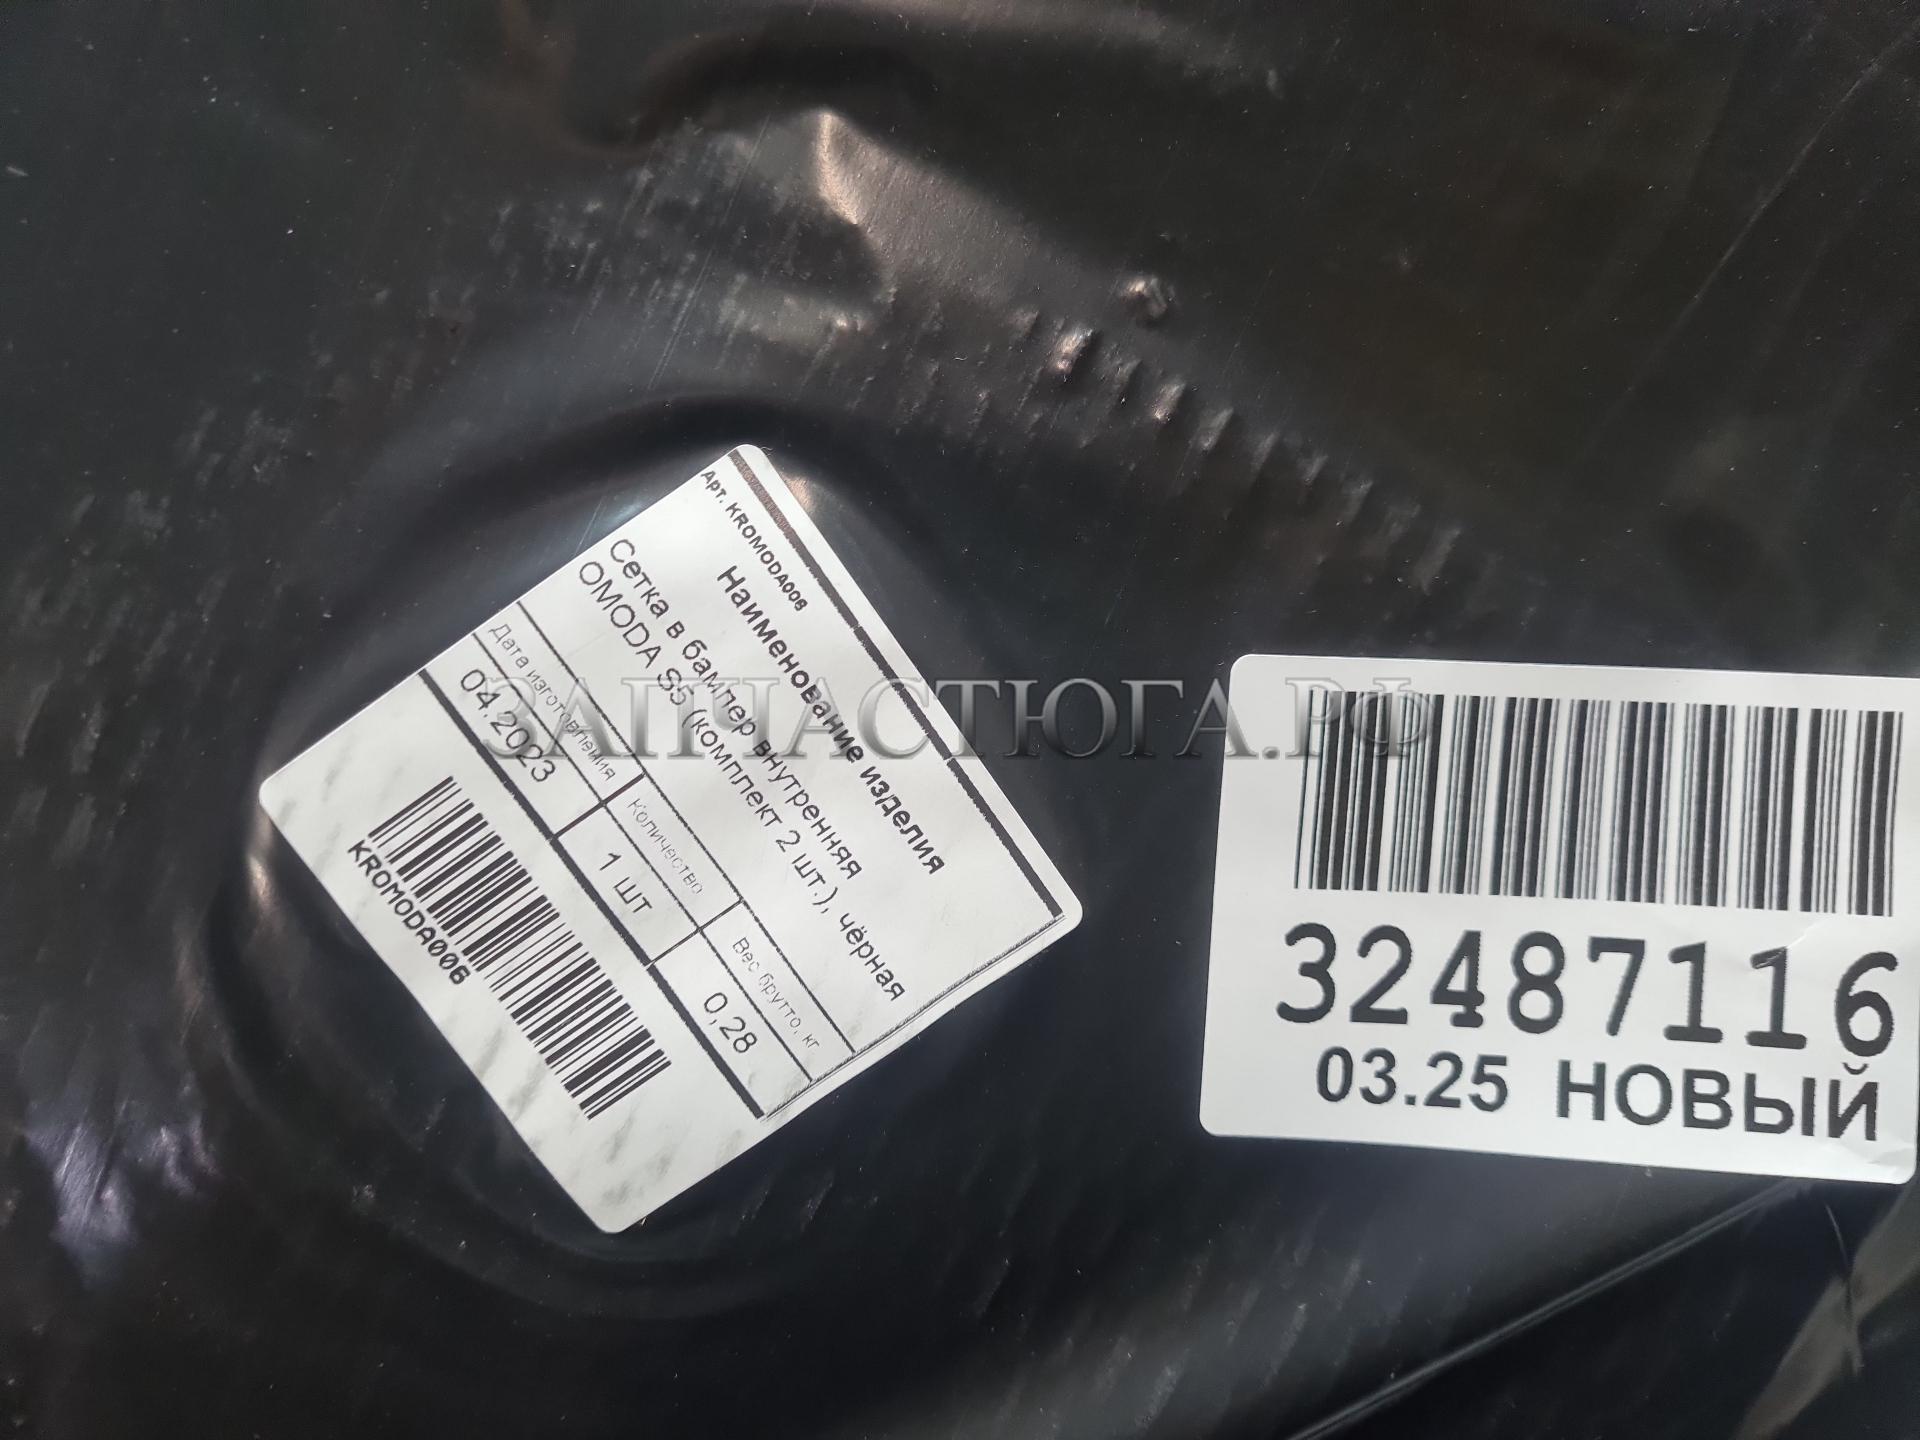 Арт. KROMODA006
Наименование изделия
Сетка в бампер внутренняя
OMODA S5 (комплект 2 шт.), чёрная
Дата изготовления
Количество
Вес брутто, кг
04.2023
1 шт
0,28
KROMODA006
ЗАПЧАСТЮГА.РФ
32487116
03.25 НОВЫЙ